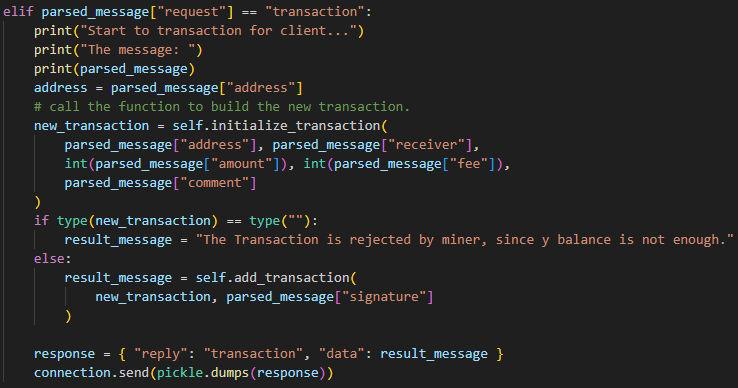 elif parsed_message["request"] == "transaction":
    print("Start to transaction for client...")
    print("The message: ")
    print(parsed_message)
    address = parsed_message["address"]
    # call the function to build the new transaction.
    new_transaction = self.initialize_transaction(
        parsed_message["address"], parsed_message["receiver"],
        int(parsed_message["amount"]), int(parsed_message["fee"]),
        parsed_message["comment"]
    )
    if type(new_transaction) == type(""):
        result_message = "The Transaction is rejected by miner, since y balance is not enough."
    else:
        result_message = self.add_transaction(
            new_transaction, parsed_message["signature"]
        )
    response = { "reply": "transaction", "data": result_message }
    connection.send(pickle.dumps(response))